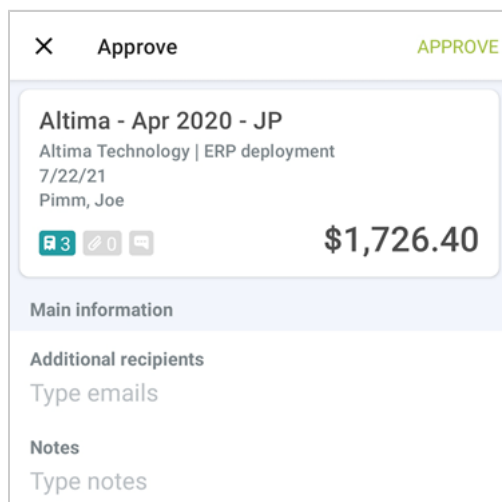 Approve
APPROVE
Altima - Apr 2020 - JP
Altima Technology | ERP deployment
7/22/21
Pimm, Joe
3
0
$1,726.40
Main information
Additional recipients
Type emails
Notes
Type notes